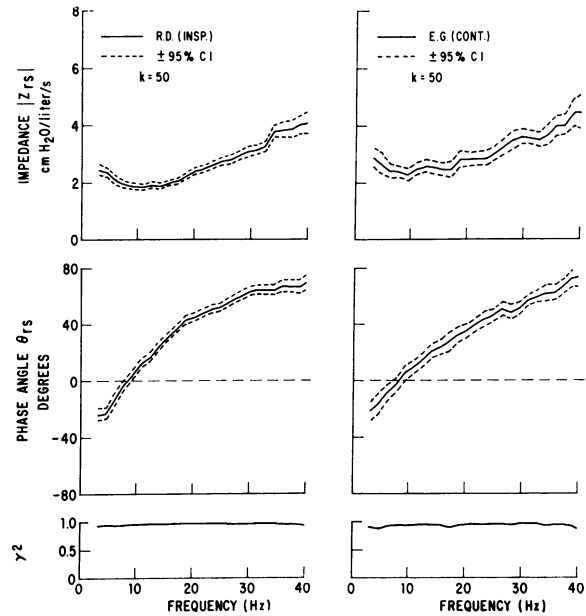 R.D. (INSP.)
± 95% CI
k = 50
E.G. (CONT.)
± 95% CI
k = 50
IMPEDANCE |Zrs|
cm H2O/liter/s
8
6
4
2
0
PHASE ANGLE θrs
DEGREES
80
40
0
-40
-80
γ2
1.0
0.5
0
0 10 20 30 40
FREQUENCY (Hz)
0 10 20 30 40
FREQUENCY (Hz)